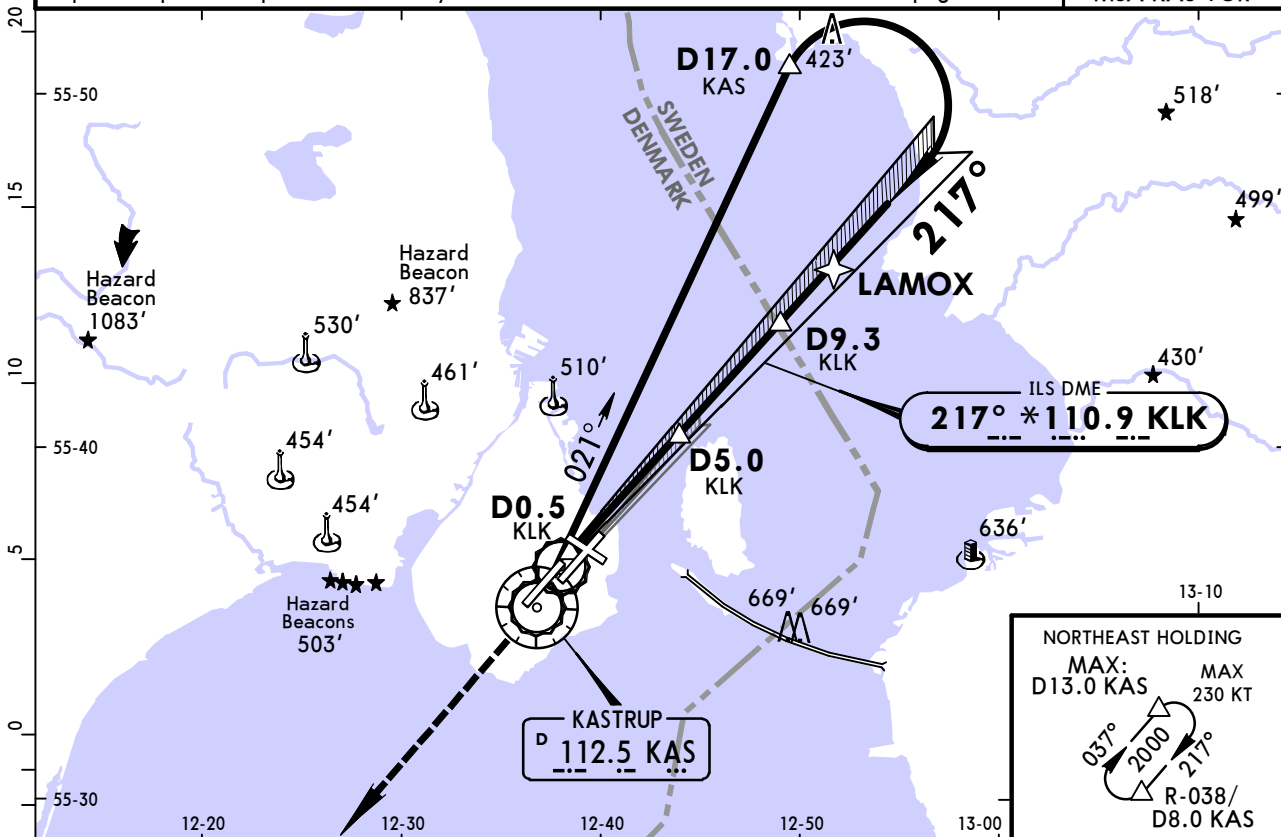 20
12-20
12-30
12-40
12-50
13-00
D17.0
KAS
423'
518'
55-50
SWEDEN
DENMARK
15
217°
499'
Hazard
Beacon
1083'
Hazard
Beacon
837'
LAMOX
530'
D9.3
KLK
10
461'
510'
430'
ILS DME
217° *110.9 KLK
021°
454'
55-40
D5.0
KLK
D0.5
KLK
454'
5
636'
Hazard
Beacons
503'
669'
669'
13-10
NORTHEAST HOLDING
MAX:
D13.0 KAS
MAX
230 KT
037°
2000
217°
R-038/
D8.0 KAS
KASTRUP
D 112.5 KAS
0
55-30